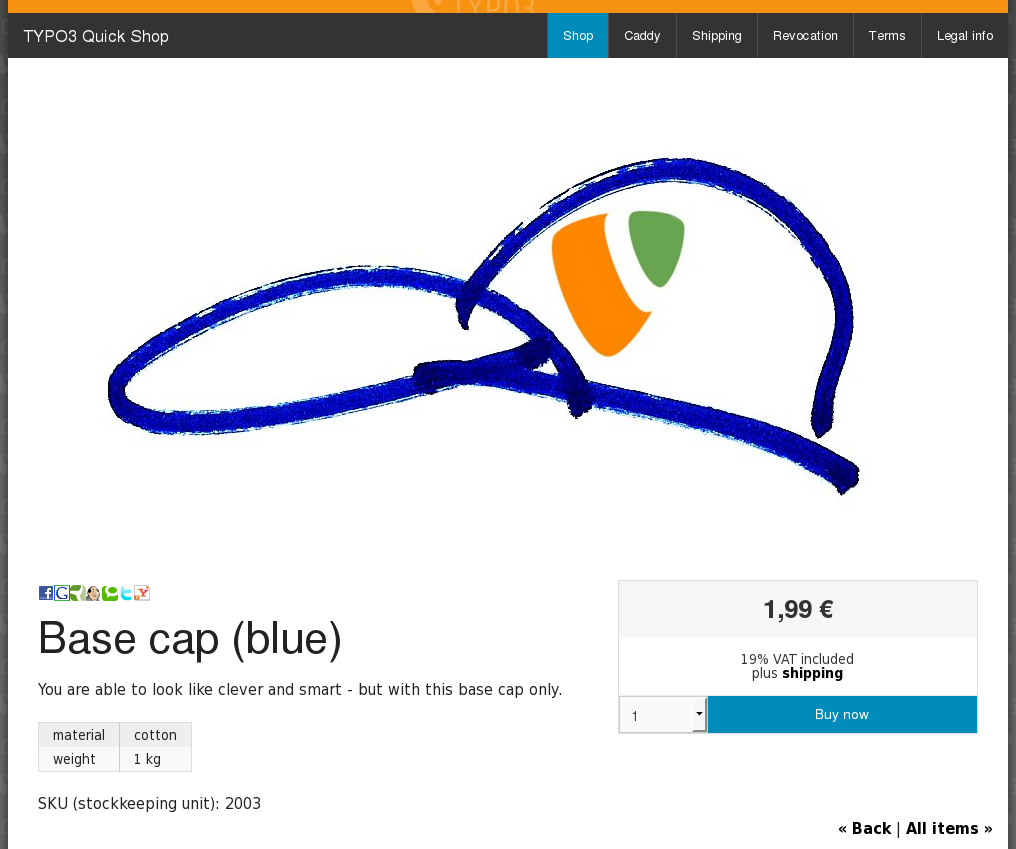 TYPO3
TYPO3 Quick Shop
Shop Caddy Shipping Revocation Terms Legal info
Base cap (blue)
You are able to look like clever and smart - but with this base cap only.
material cotton
weight 1 kg
SKU (stockkeeping unit): 2003
1,99 €
19% VAT included
plus shipping
1 Buy now
« Back | All items »